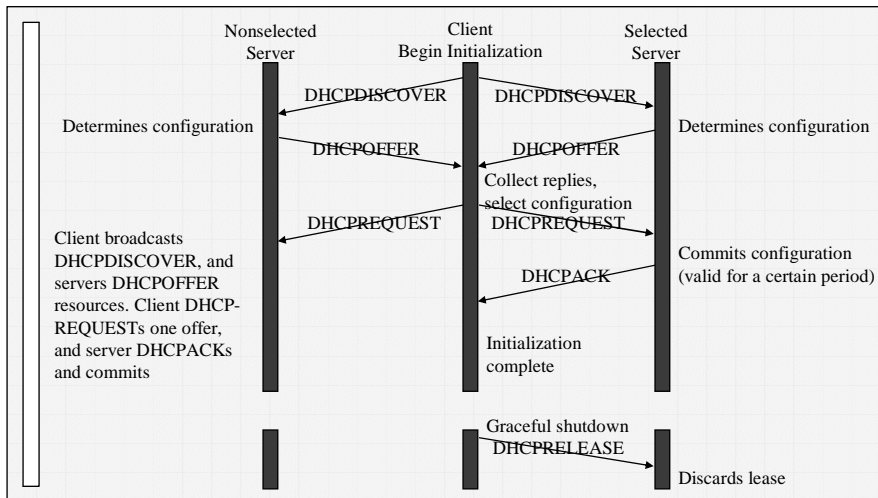 Nonselected
Server
Client
Begin Initialization
Selected
Server
DHCPDISCOVER
DHCPDISCOVER
Determines configuration
Determines configuration
DHCPOFFER
DHCPOFFER
Collect replies,
select configuration
DHCPREQUEST
DHCPREQUEST
Client broadcasts
DHCPDISCOVER, and
servers DHCPOFFER
resources. Client DHCP-
REQUESTs one offer,
and server DHCPACKs
and commits
Commits configuration
(valid for a certain period)
DHCPACK
Initialization
complete
Graceful shutdown
DHCPRELEASE
Discards lease